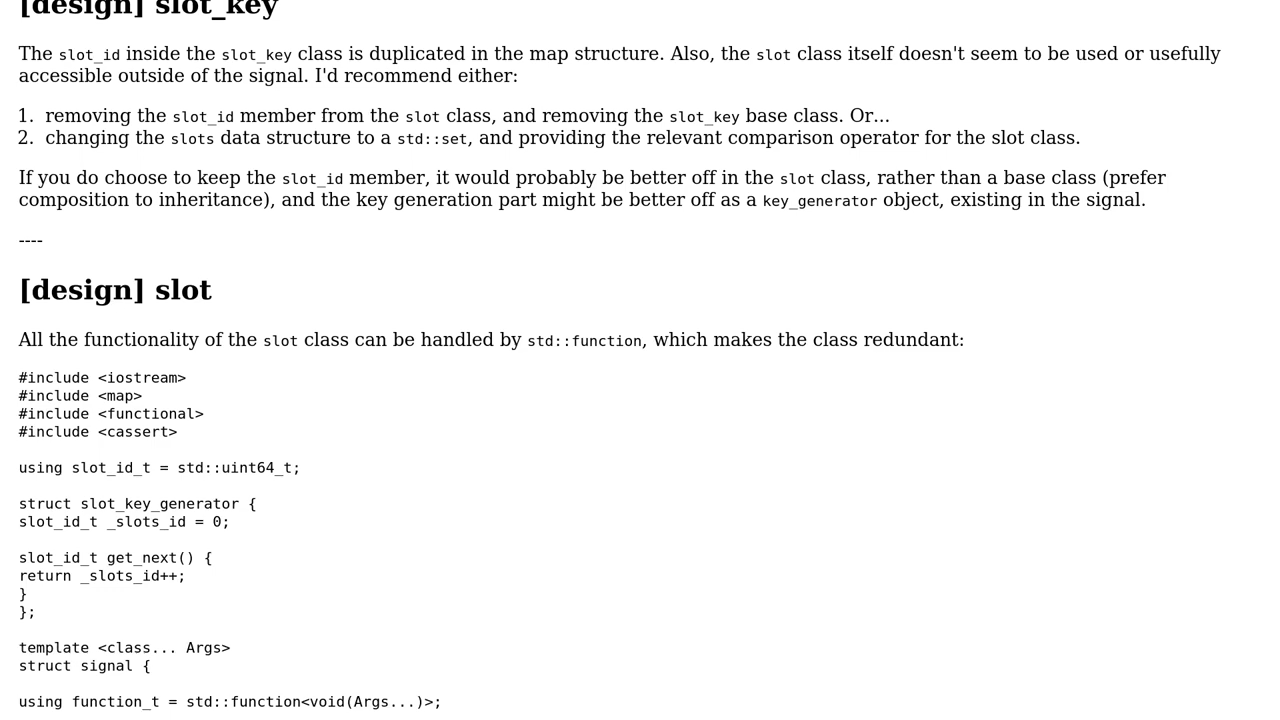 [design] slot_key
The slot_id inside the slot_key class is duplicated in the map structure. Also, the slot class itself doesn't seem to be used or usefully
accessible outside of the signal. I'd recommend either:
1. removing the slot_id member from the slot class, and removing the slot_key base class. Or...
2. changing the slots data structure to a std::set, and providing the relevant comparison operator for the slot class.
If you do choose to keep the slot_id member, it would probably be better off in the slot class, rather than a base class (prefer
composition to inheritance), and the key generation part might be better off as a key_generator object, existing in the signal.
----
[design] slot
All the functionality of the slot class can be handled by std::function, which makes the class redundant:
#include <iostream>
#include <map>
#include <functional>
#include <cassert>
using slot_id_t = std::uint64_t;
struct slot_key_generator {
slot_id_t _slots_id = 0;
slot_id_t get_next() {
return _slots_id++;
}
};
template <class... Args>
struct signal {
using function_t = std::function<void(Args...)>;